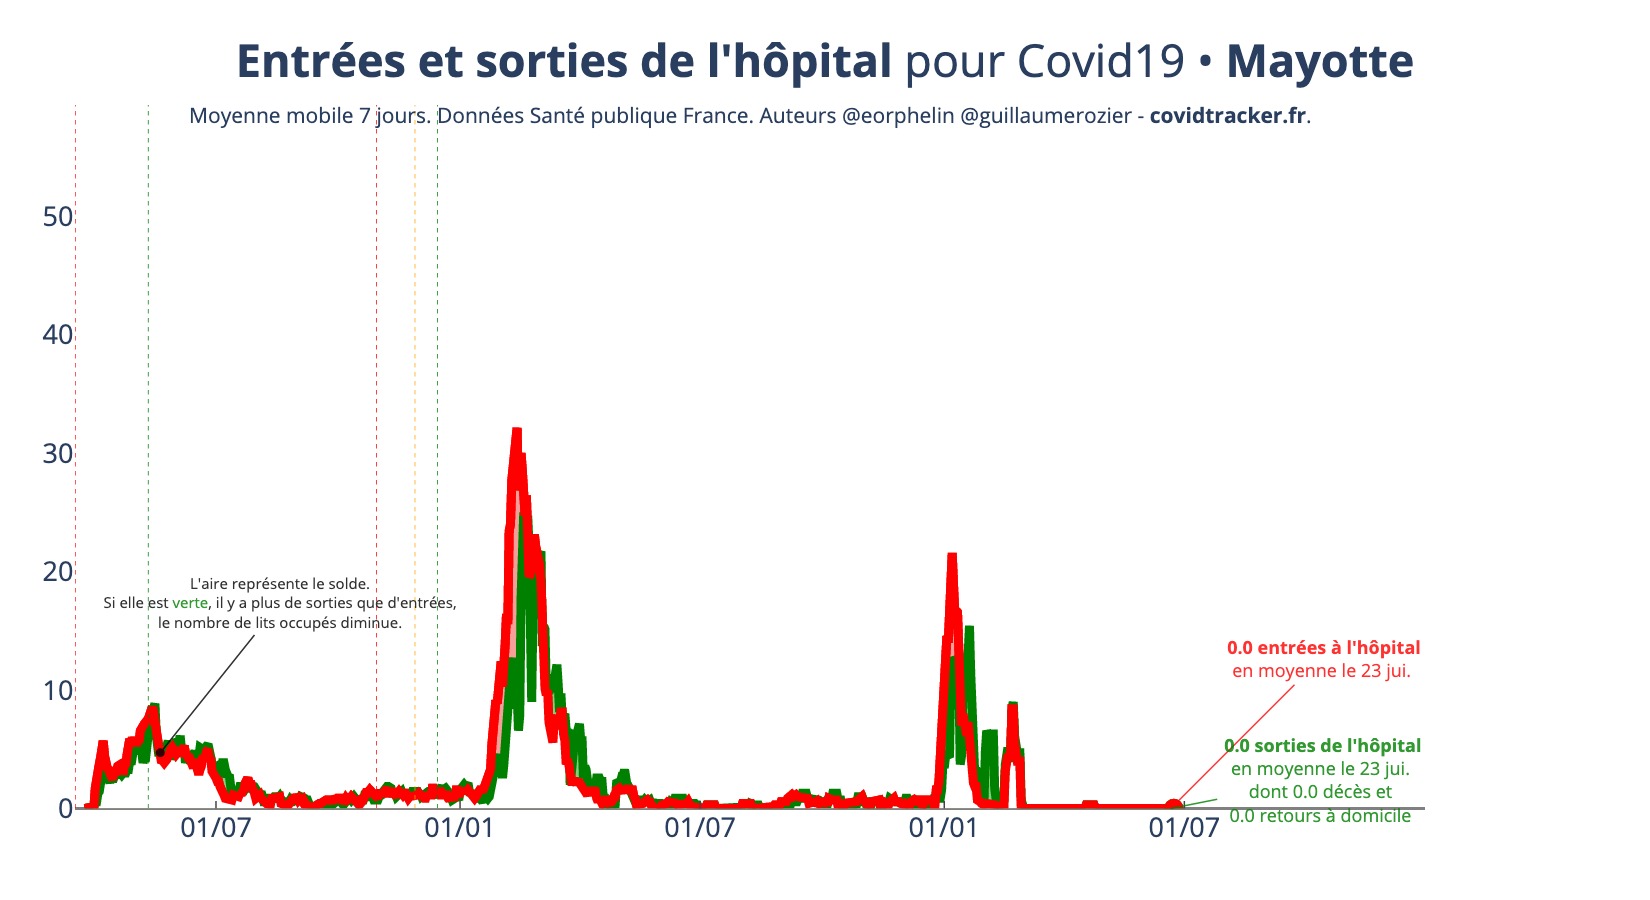 Entrées et sorties de l'hôpital pour Covid19 • Mayotte
Moyenne mobile 7 jours. Données Santé publique France. Auteurs @eorphelin @guillaumerozier - covidtracker.fr.
50
40
30
20
10
0
L'aire représente le solde.
Si elle est verte, il y a plus de sorties que d'entrées,
le nombre de lits occupés diminue.
0.0 entrées à l'hôpital
en moyenne le 23 jui.
0.0 sorties de l'hôpital
en moyenne le 23 jui.
dont 0.0 décès et
0.0 retours à domicile
01/07
01/01
01/07
01/01
01/07